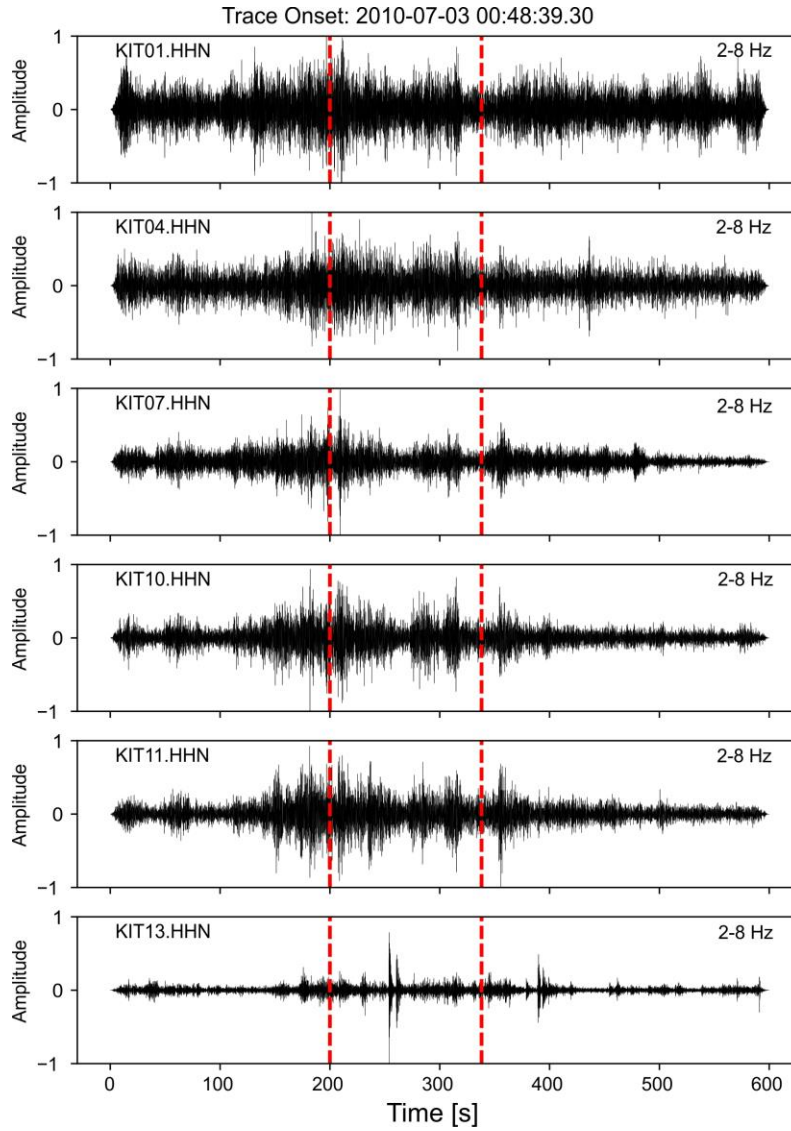 Trace Onset: 2010-07-03 00:48:39.30
1
KIT01.HHN 2-8 Hz
Amplitude
0
−1
1
KIT04.HHN 2-8 Hz
Amplitude
0
−1
1
KIT07.HHN 2-8 Hz
Amplitude
0
−1
1
KIT10.HHN 2-8 Hz
Amplitude
0
−1
1
KIT11.HHN 2-8 Hz
Amplitude
0
−1
1
KIT13.HHN 2-8 Hz
Amplitude
0
−1
0 100 200 300 400 500 600
Time [s]